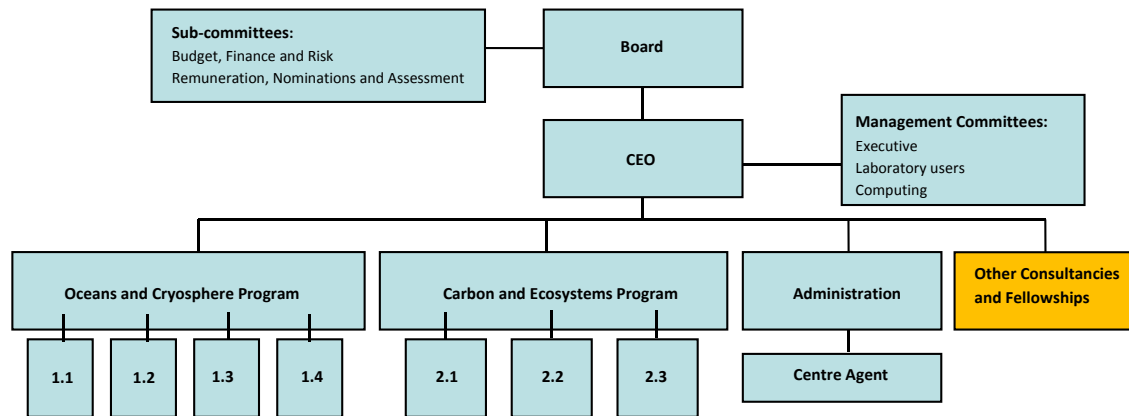 Sub-committees:
Budget, Finance and Risk
Remuneration, Nominations and Assessment
Board
CEO
Management Committees:
Executive
Laboratory users
Computing
Oceans and Cryosphere Program
Carbon and Ecosystems Program
Administration
Other Consultancies
and Fellowships
1.1
1.2
1.3
1.4
2.1
2.2
2.3
Centre Agent